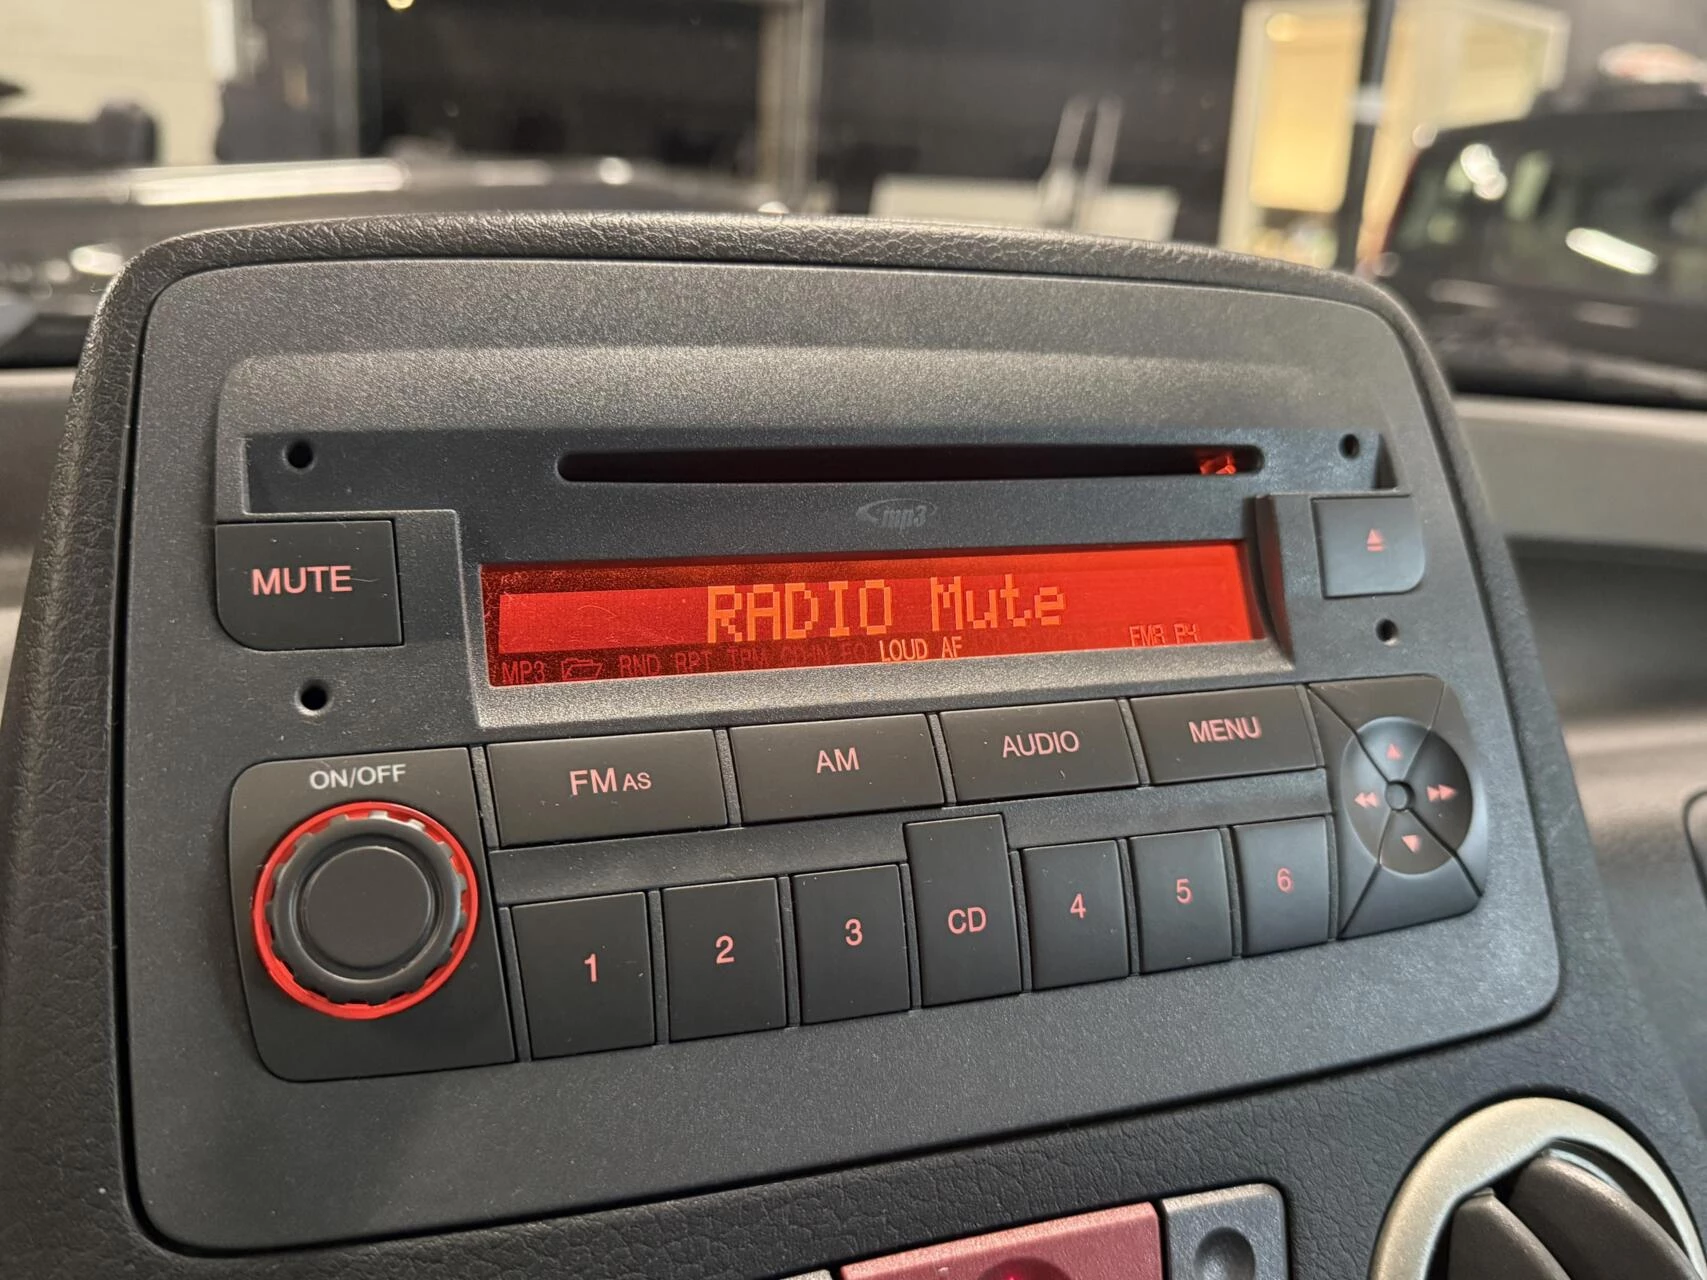 mp3
MUTE
RADIO Mute
MP3 RND RPT TPM LOUD AF
ON/OFF
FM AS
AM
AUDIO
MENU
1
2
3
CD
4
5
6